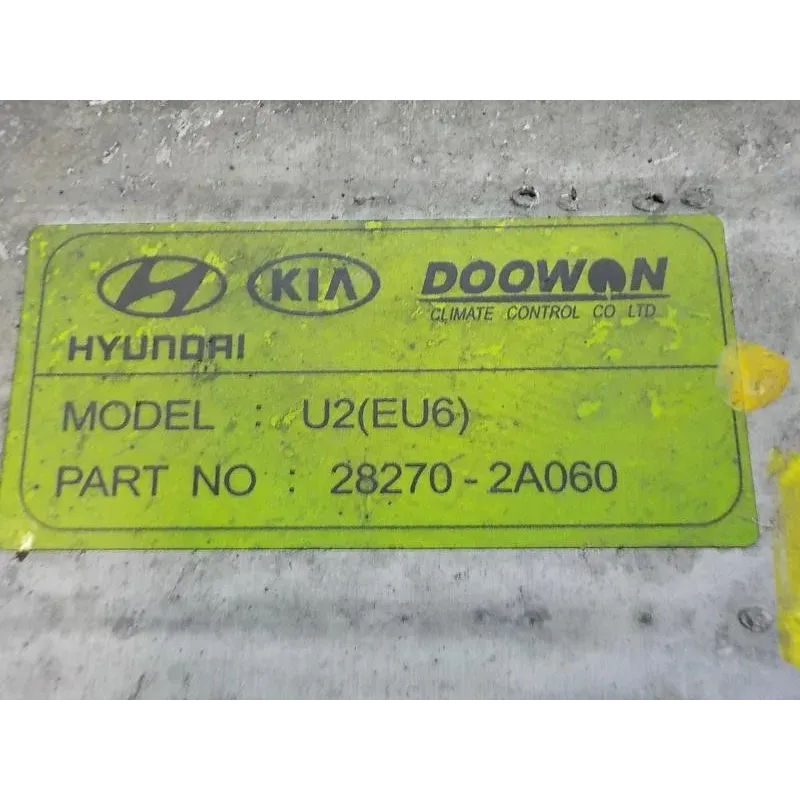 KIA DOOWON
CLIMATE CONTROL CO LTD
HYUNDAI
MODEL : U2(EU6)
PART NO : 28270-2A060